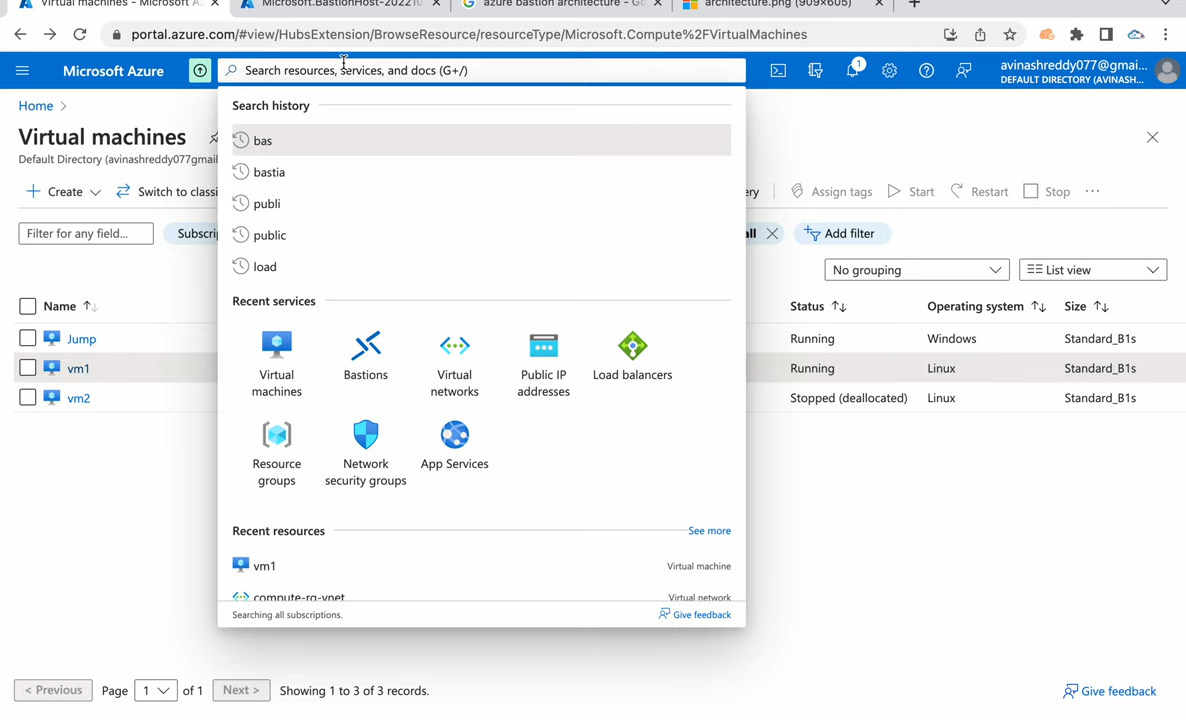 Virtual machines - Microsoft A
Microsoft.BastionHost-202210
azure bastion architecture - Go
architecture.png (909×605)
portal.azure.com/#view/HubsExtension/BrowseResource/resourceType/Microsoft.Compute%2FVirtualMachines
Microsoft Azure
Search resources, services, and docs (G+/)
1
avinashreddy077@gmai...
DEFAULT DIRECTORY (AVINASH...
Home >
Virtual machines
Default Directory (avinashreddy077gmail
Create
Switch to classi
ery
Assign tags
Start
Restart
Stop
...
Filter for any field...
Subscrip
all
Add filter
No grouping
List view
Name
Status
Operating system
Size
Jump
Running
Windows
Standard_B1s
vm1
Running
Linux
Standard_B1s
vm2
Stopped (deallocated)
Linux
Standard_B1s
Search history
bas
bastia
publi
public
load
Recent services
Virtual
machines
Bastions
Virtual
networks
Public IP
addresses
Load balancers
Resource
groups
Network
security groups
App Services
Recent resources
See more
vm1
Virtual machine
compute-rg-vnet
Virtual network
Searching all subscriptions.
Give feedback
< Previous
Page
1
of 1
Next >
Showing 1 to 3 of 3 records.
Give feedback